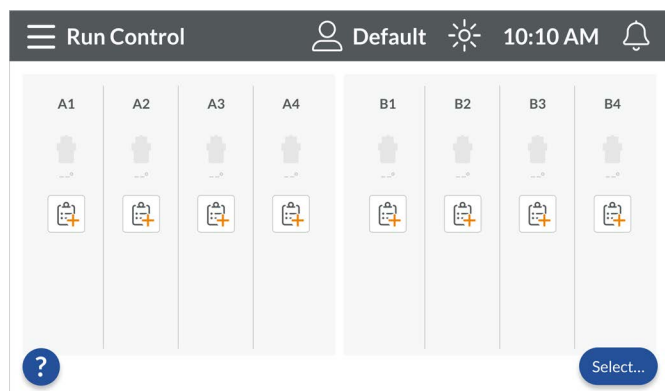 Run Control Default 10:10 AM
A1 A2 A3 A4 B1 B2 B3 B4
--° --° --° --° --° --° --° --°
? Select...